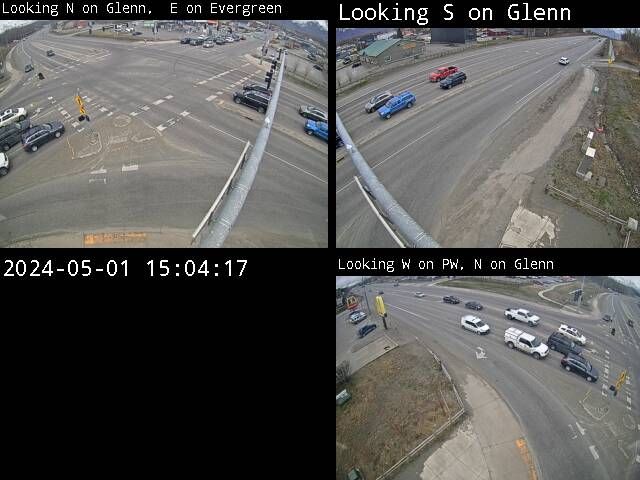 Looking N on Glenn,  E on Evergreen
Looking S on Glenn
2024-05-01 15:04:17
Looking W on PW, N on Glenn